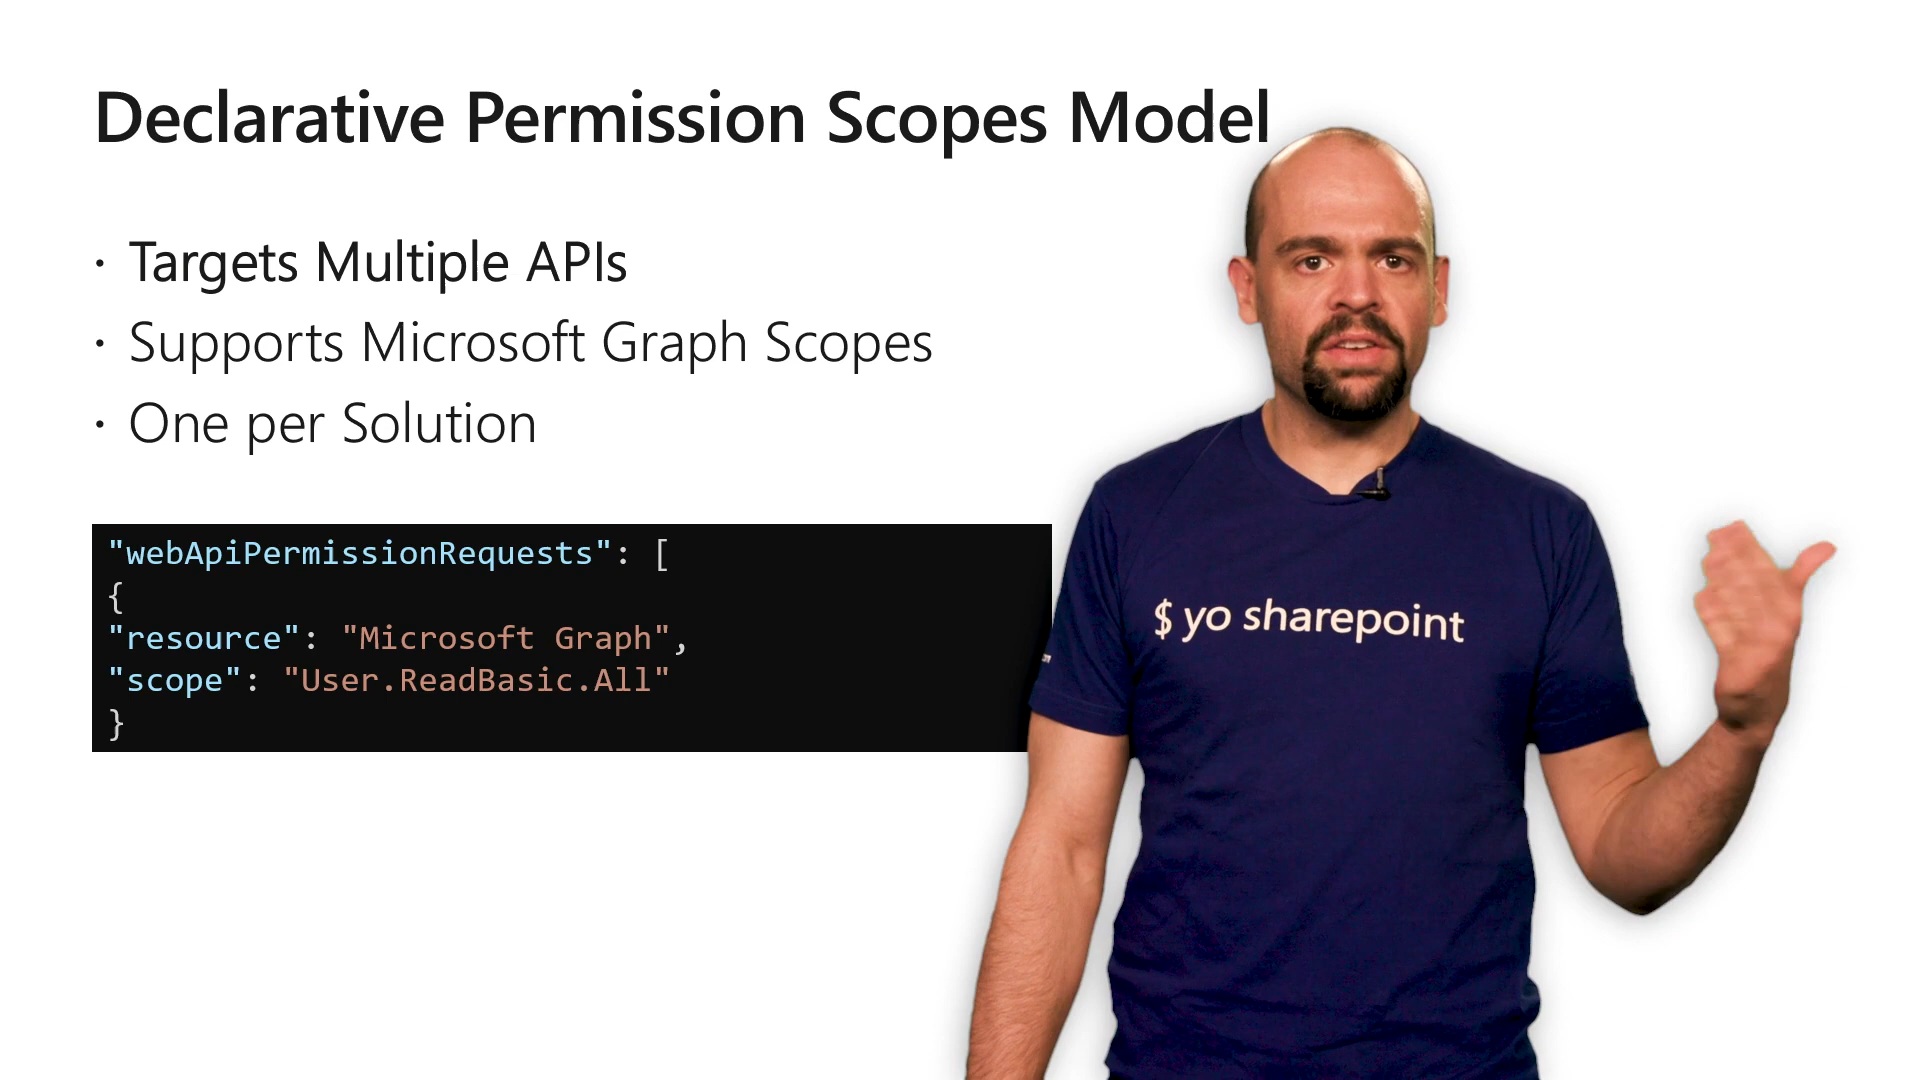 Declarative Permission Scopes Model
· Targets Multiple APIs
· Supports Microsoft Graph Scopes
· One per Solution
"webApiPermissionRequests": [
{
"resource": "Microsoft Graph",
"scope": "User.ReadBasic.All"
}
$ yo sharepoint